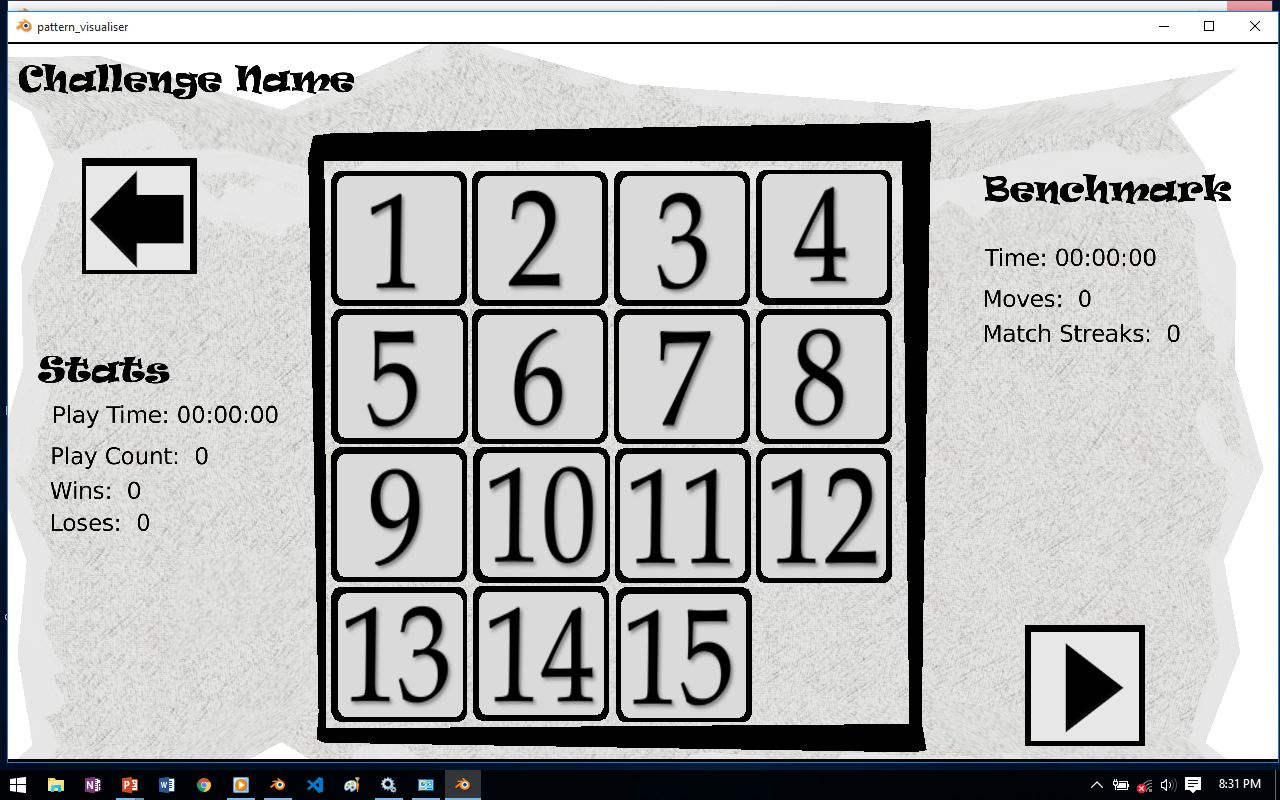 pattern_visualiser
Challenge Name
Stats
Play Time: 00:00:00
Play Count: 0
Wins: 0
Loses: 0
1 2 3 4
5 6 7 8
9 10 11 12
13 14 15
Benchmark
Time: 00:00:00
Moves: 0
Match Streaks: 0
8:31 PM